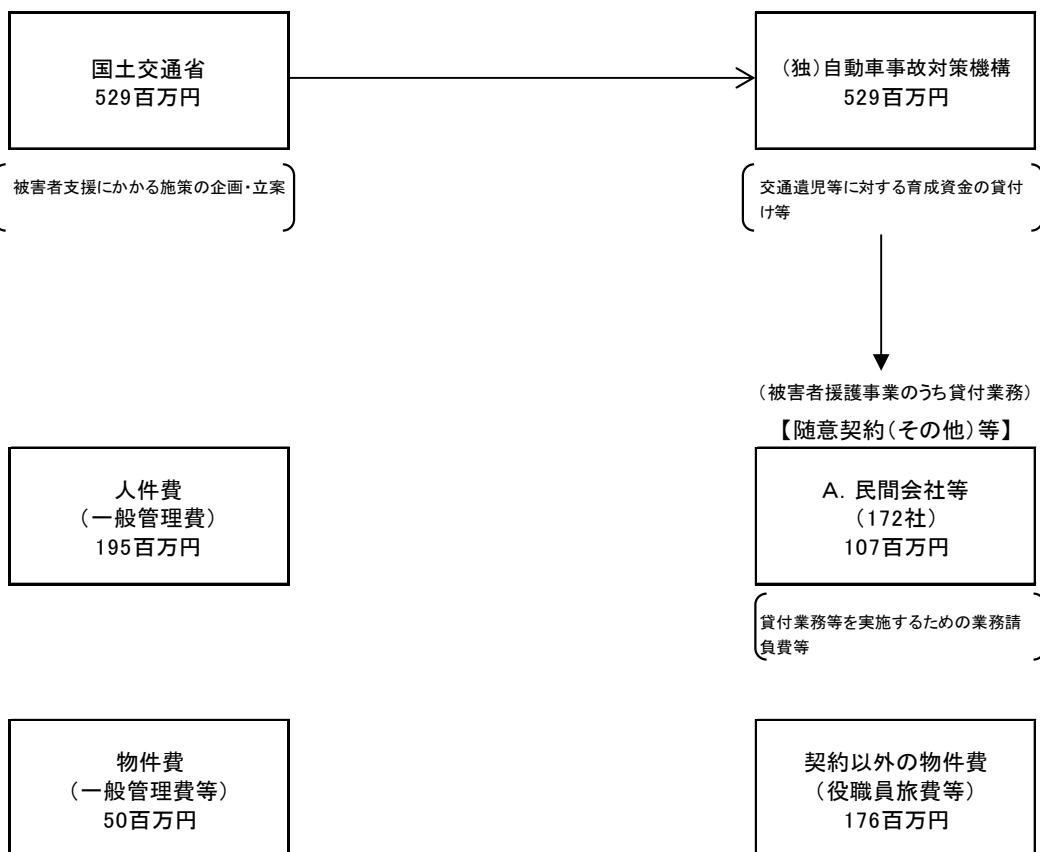 国土交通省
529百万円
(独)自動車事故対策機構
529百万円
被害者支援にかかる施策の企画・立案
交通遺児等に対する育成資金の貸付
け等
(被害者援護事業のうち貸付業務)
【随意契約(その他)等】
人件費
(一般管理費)
195百万円
A. 民間会社等
(172社)
107百万円
貸付業務等を実施するための業務請
負費等
物件費
(一般管理費等)
50百万円
契約以外の物件費
(役職員旅費等)
176百万円